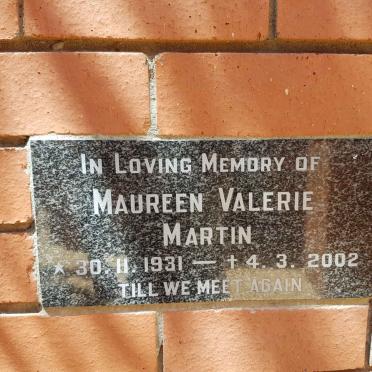 In Loving Memory of
Maureen Valerie
Martin
★ 30. 11. 1931 — † 4. 3. 2002
TILL WE MEET AGAIN